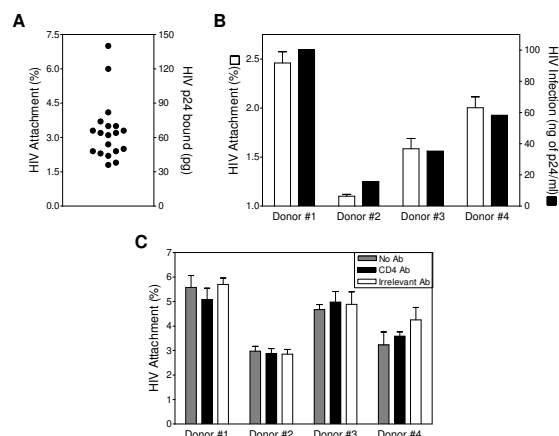 A
7.5
6.0
4.5
3.0
1.5
0.0
HIV Attachment (%)
150
120
90
60
30
0
HIV p24 bound (pg)
B
2.5
2.0
1.5
1.0
HIV Attachment (%)
100
80
60
40
20
0
HIV Infection (ng of p24/ml)
Donor #1
Donor #2
Donor #3
Donor #4
C
7
6
5
4
3
2
1
0
HIV Attachment (%)
No Ab
CD4 Ab
Irrelevant Ab
Donor #1
Donor #2
Donor #3
Donor #4